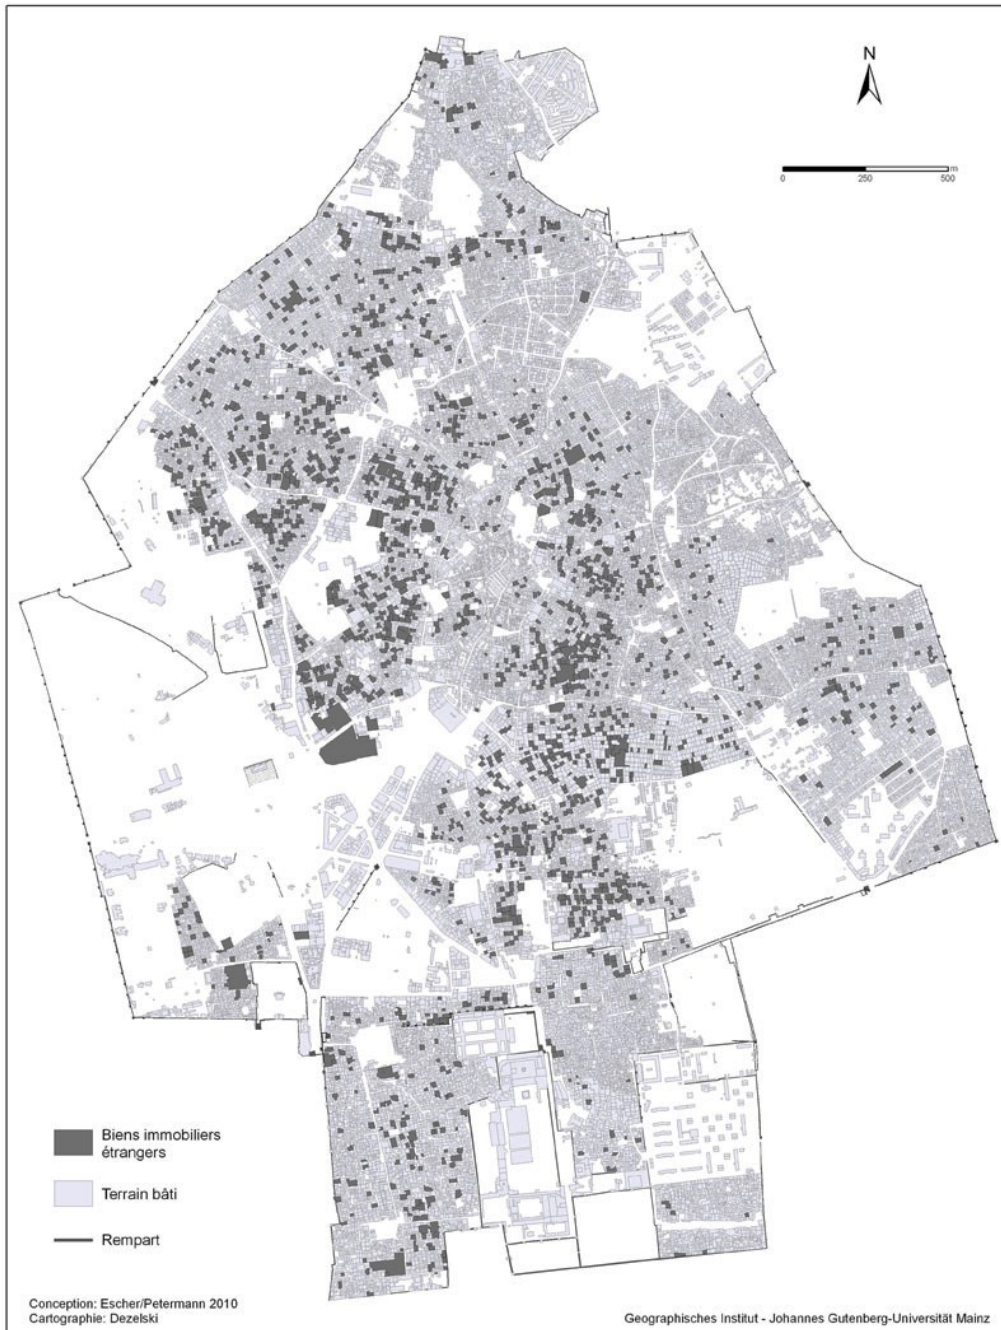 N
m
0 250 500
Biens immobiliers
étrangers
Terrain bâti
Rempart
Conception: Escher/Petermann 2010
Cartographie: Dezelski
Geographisches Institut - Johannes Gutenberg-Universität Mainz